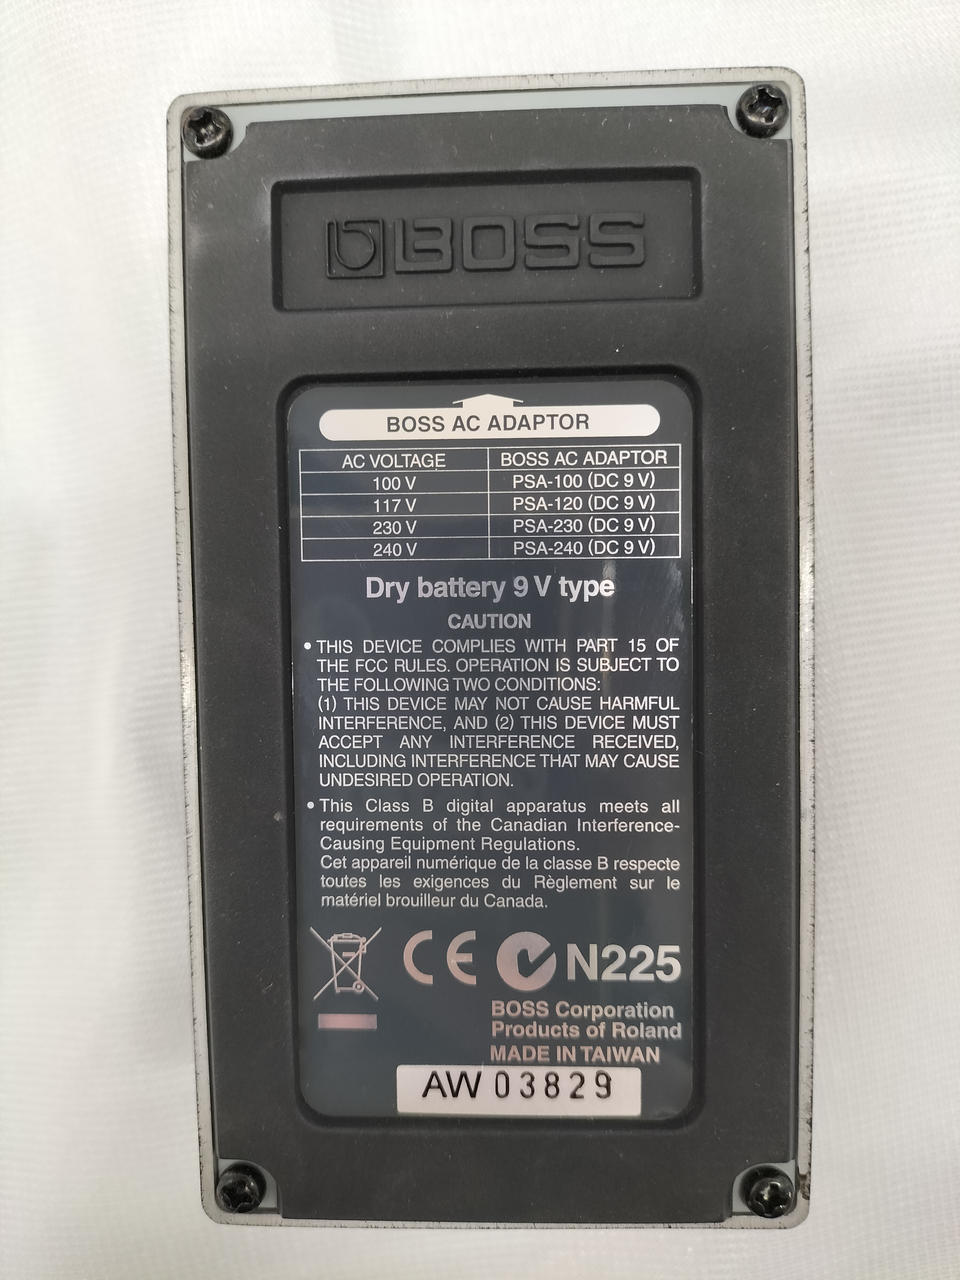 BOSS
BOSS AC ADAPTOR
AC VOLTAGE BOSS AC ADAPTOR
100 V PSA-100 (DC 9 V)
117 V PSA-120 (DC 9 V)
230 V PSA-230 (DC 9 V)
240 V PSA-240 (DC 9 V)
Dry battery 9 V type
CAUTION
• THIS DEVICE COMPLIES WITH PART 15 OF
THE FCC RULES. OPERATION IS SUBJECT TO
THE FOLLOWING TWO CONDITIONS:
(1) THIS DEVICE MAY NOT CAUSE HARMFUL
INTERFERENCE, AND (2) THIS DEVICE MUST
ACCEPT ANY INTERFERENCE RECEIVED,
INCLUDING INTERFERENCE THAT MAY CAUSE
UNDESIRED OPERATION.
• This Class B digital apparatus meets all
requirements of the Canadian Interference-
Causing Equipment Regulations.
Cet appareil numérique de la classe B respecte
toutes les exigences du Règlement sur le
matériel brouilleur du Canada.
CE N225
BOSS Corporation
Products of Roland
MADE IN TAIWAN
AW 03829